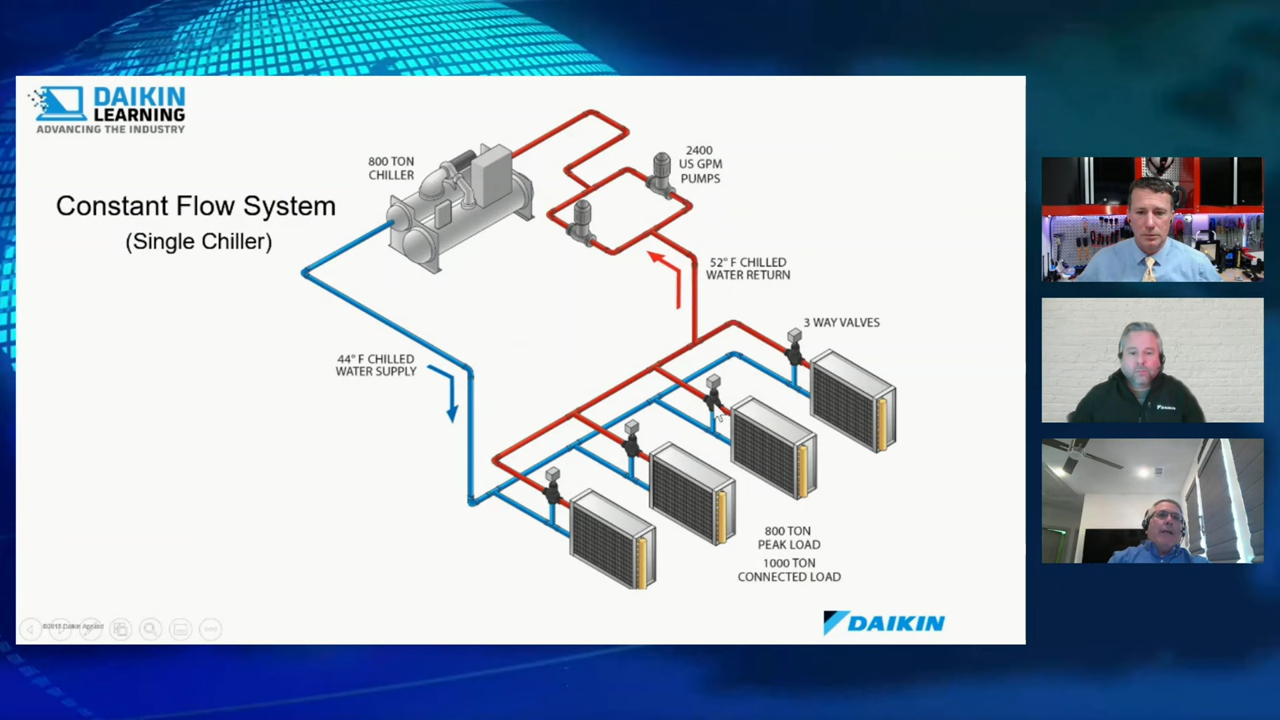 DAIKIN
LEARNING
ADVANCING THE INDUSTRY
Constant Flow System
(Single Chiller)
800 TON
CHILLER
2400
US GPM
PUMPS
52° F CHILLED
WATER RETURN
3 WAY VALVES
44° F CHILLED
WATER SUPPLY
800 TON
PEAK LOAD
1000 TON
CONNECTED LOAD
DAIKIN
DAIKIN